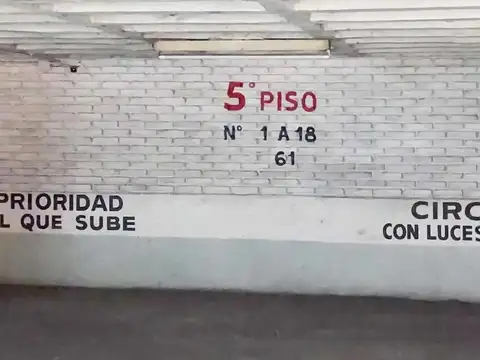 5° PISO
N° 1 A 18
61
PRIORIDAD
L QUE SUBE
CIRC
CON LUCES